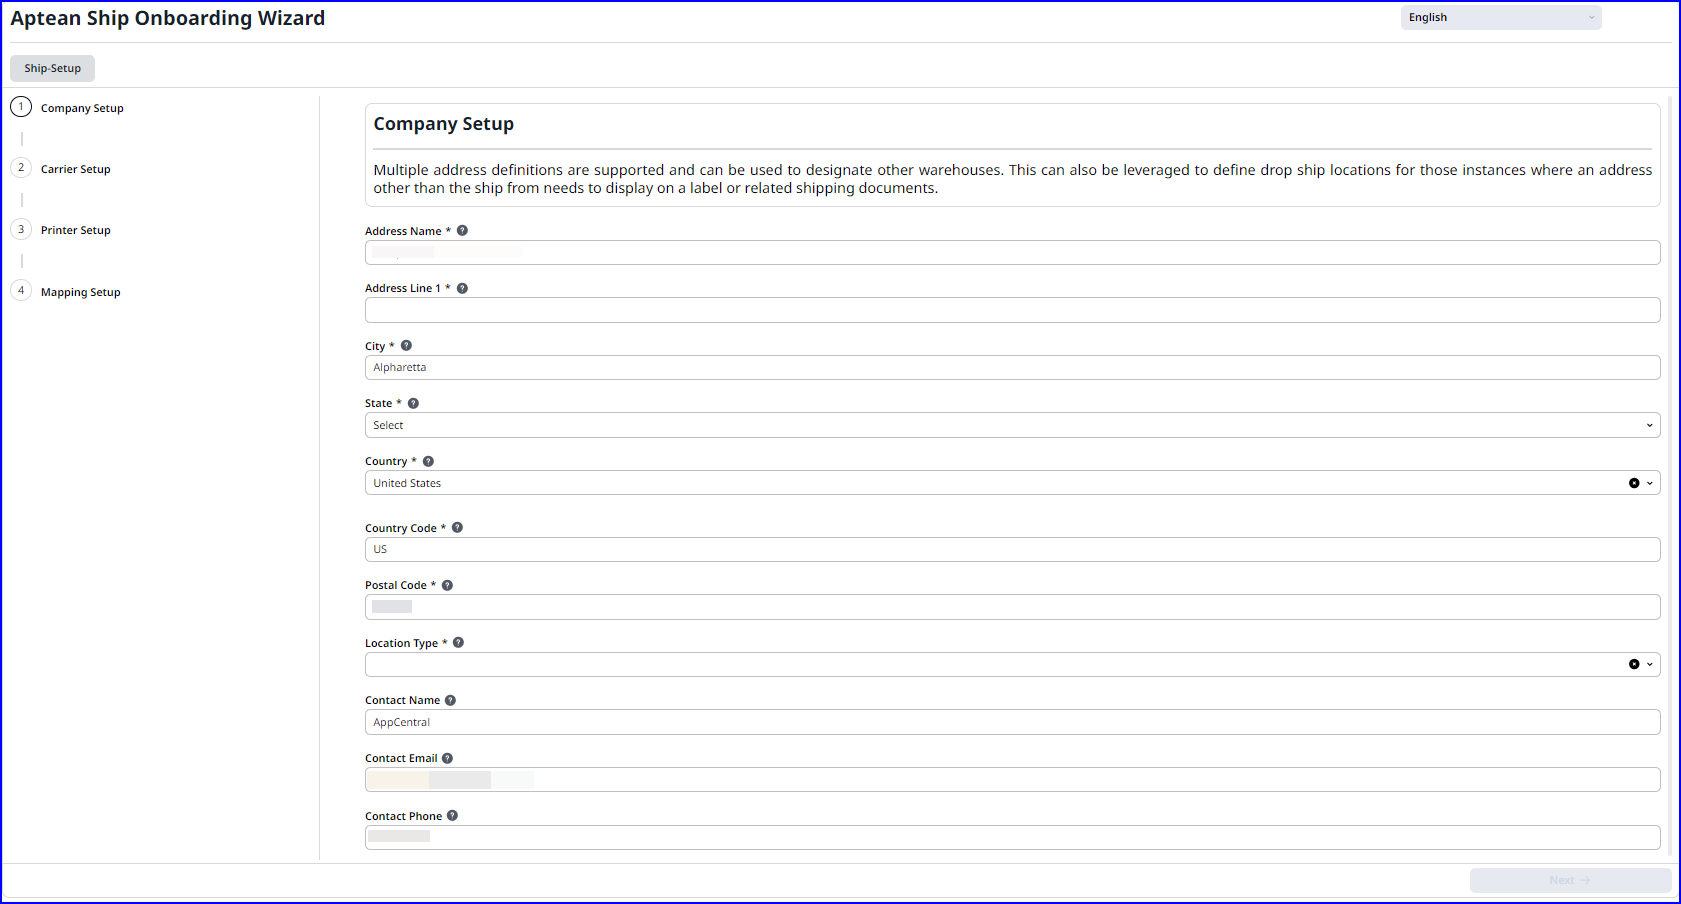 Aptean Ship Onboarding Wizard
English
Ship-Setup
1 Company Setup
2 Carrier Setup
3 Printer Setup
4 Mapping Setup
Company Setup
Multiple address definitions are supported and can be used to designate other warehouses. This can also be leveraged to define drop ship locations for those instances where an address
other than the ship from needs to display on a label or related shipping documents.
Address Name * ?
Address Line 1 * ?
City * ?
Alpharetta
State * ?
Select
Country * ?
United States
Country Code * ?
US
Postal Code * ?
Location Type * ?
Contact Name ?
AppCentral
Contact Email ?
Contact Phone ?
Next →